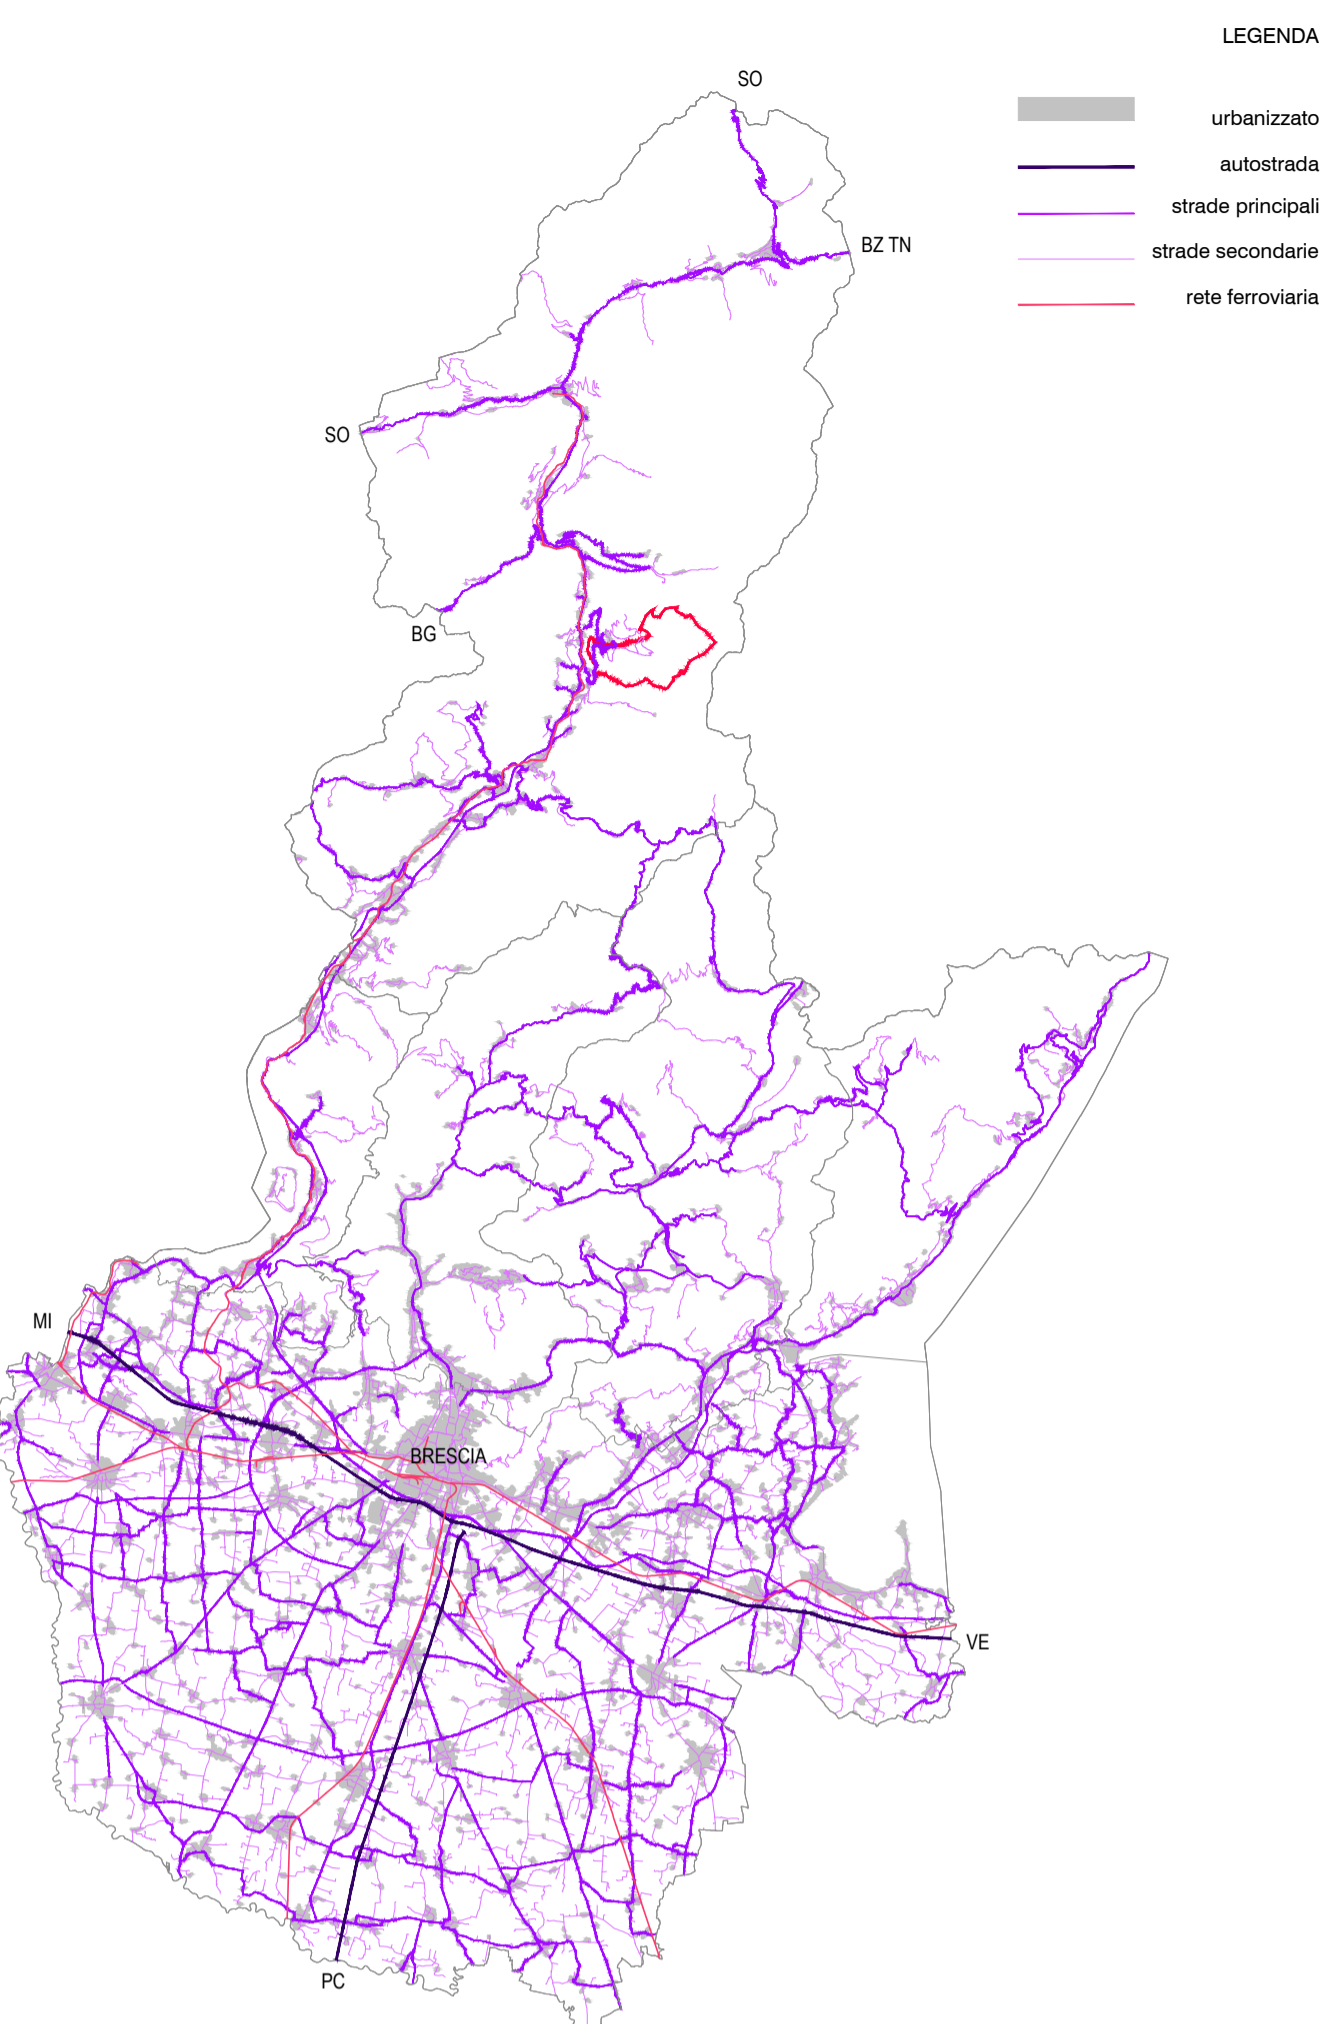 LEGENDA
SO
urbanizzato
autostrada
strade principali
BZ TN
strade secondarie
rete ferroviaria
SO
BG
MI
BRESCIA
VE
PC